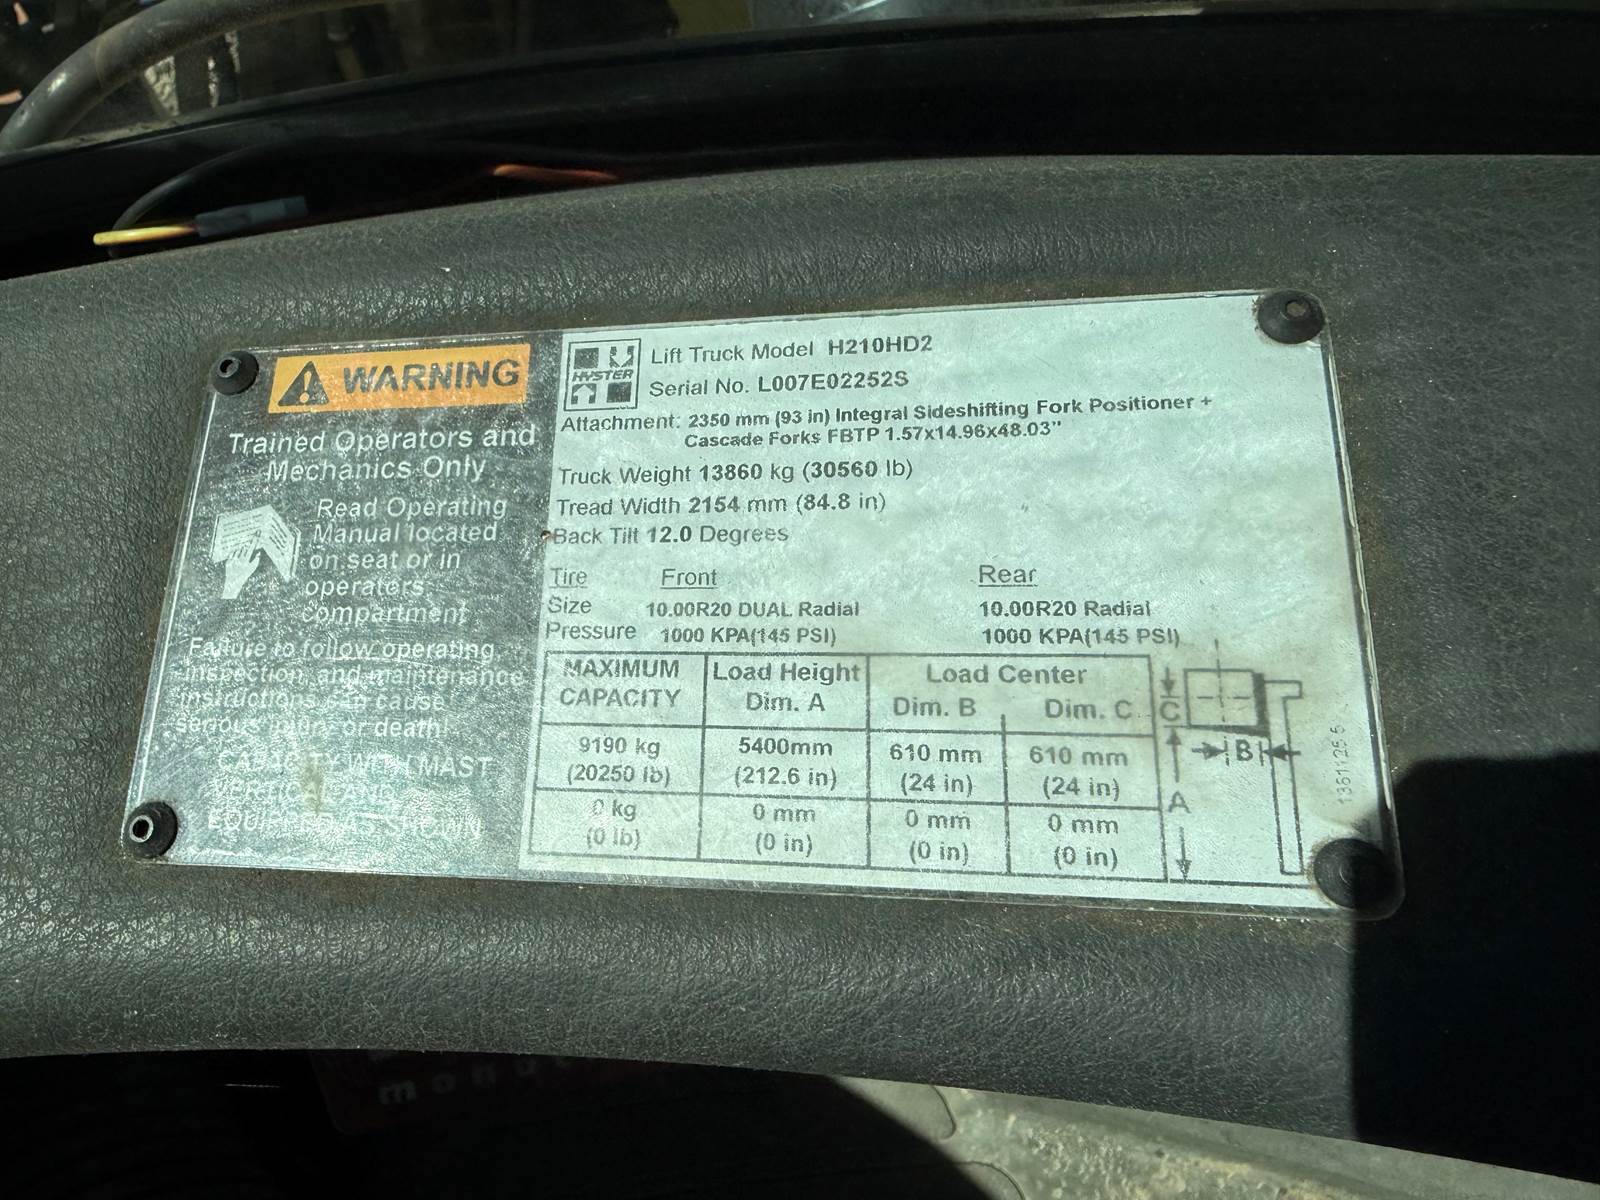 WARNING
Trained Operators and
Mechanics Only
Read Operating
Manual located
on seat or in
operators
compartment
Failure to follow operating
inspection and maintenance
instructions can cause
serious injury or death!
CAPACITY WITH MAST
VERTICAL AND
EQUIPPED AS SHOWN
HYSTER
Lift Truck Model H210HD2
Serial No. L007E02252S
Attachment: 2350 mm (93 in) Integral Sideshifting Fork Positioner +
Cascade Forks FBTP 1.57x14.96x48.03"
Truck Weight 13860 kg (30560 lb)
Tread Width 2154 mm (84.8 in)
Back Tilt 12.0 Degrees
Tire Front Rear
Size 10.00R20 DUAL Radial 10.00R20 Radial
Pressure 1000 KPA(145 PSI) 1000 KPA(145 PSI)
MAXIMUM CAPACITY Load Height Dim. A Load Center Dim. B Dim. C
9190 kg 5400mm 610 mm 610 mm
(20250 lb) (212.6 in) (24 in) (24 in)
0 kg 0 mm 0 mm 0 mm
(0 lb) (0 in) (0 in) (0 in)
C
B
A